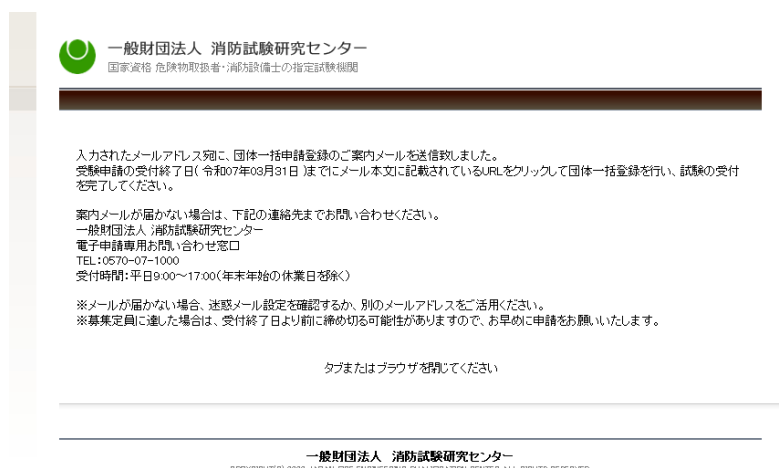 一般財団法人 消防試験研究センター
国家資格 危険物取扱者・消防設備士の指定試験機関
入力されたメールアドレス宛に、団体一括申請登録のご案内メールを送信致しました。
受験申請の受付終了日( 令和07年03月31日 )までにメール本文に記載されているURLをクリックして団体一括登録を行い、試験の受付
を完了してください。
案内メールが届かない場合は、下記の連絡先までお問い合わせください。
一般財団法人 消防試験研究センター
電子申請専用お問い合わせ窓口
TEL:0570-07-1000
受付時間:平日9:00～17:00(年末年始の休業日を除く)
※メールが届かない場合、迷惑メール設定を確認するか、別のメールアドレスをご活用ください。
※募集定員に達した場合は、受付終了日より前に締め切る可能性がありますので、お早めに申請をお願いいたします。
タブまたはブラウザを閉じてください
一般財団法人 消防試験研究センター